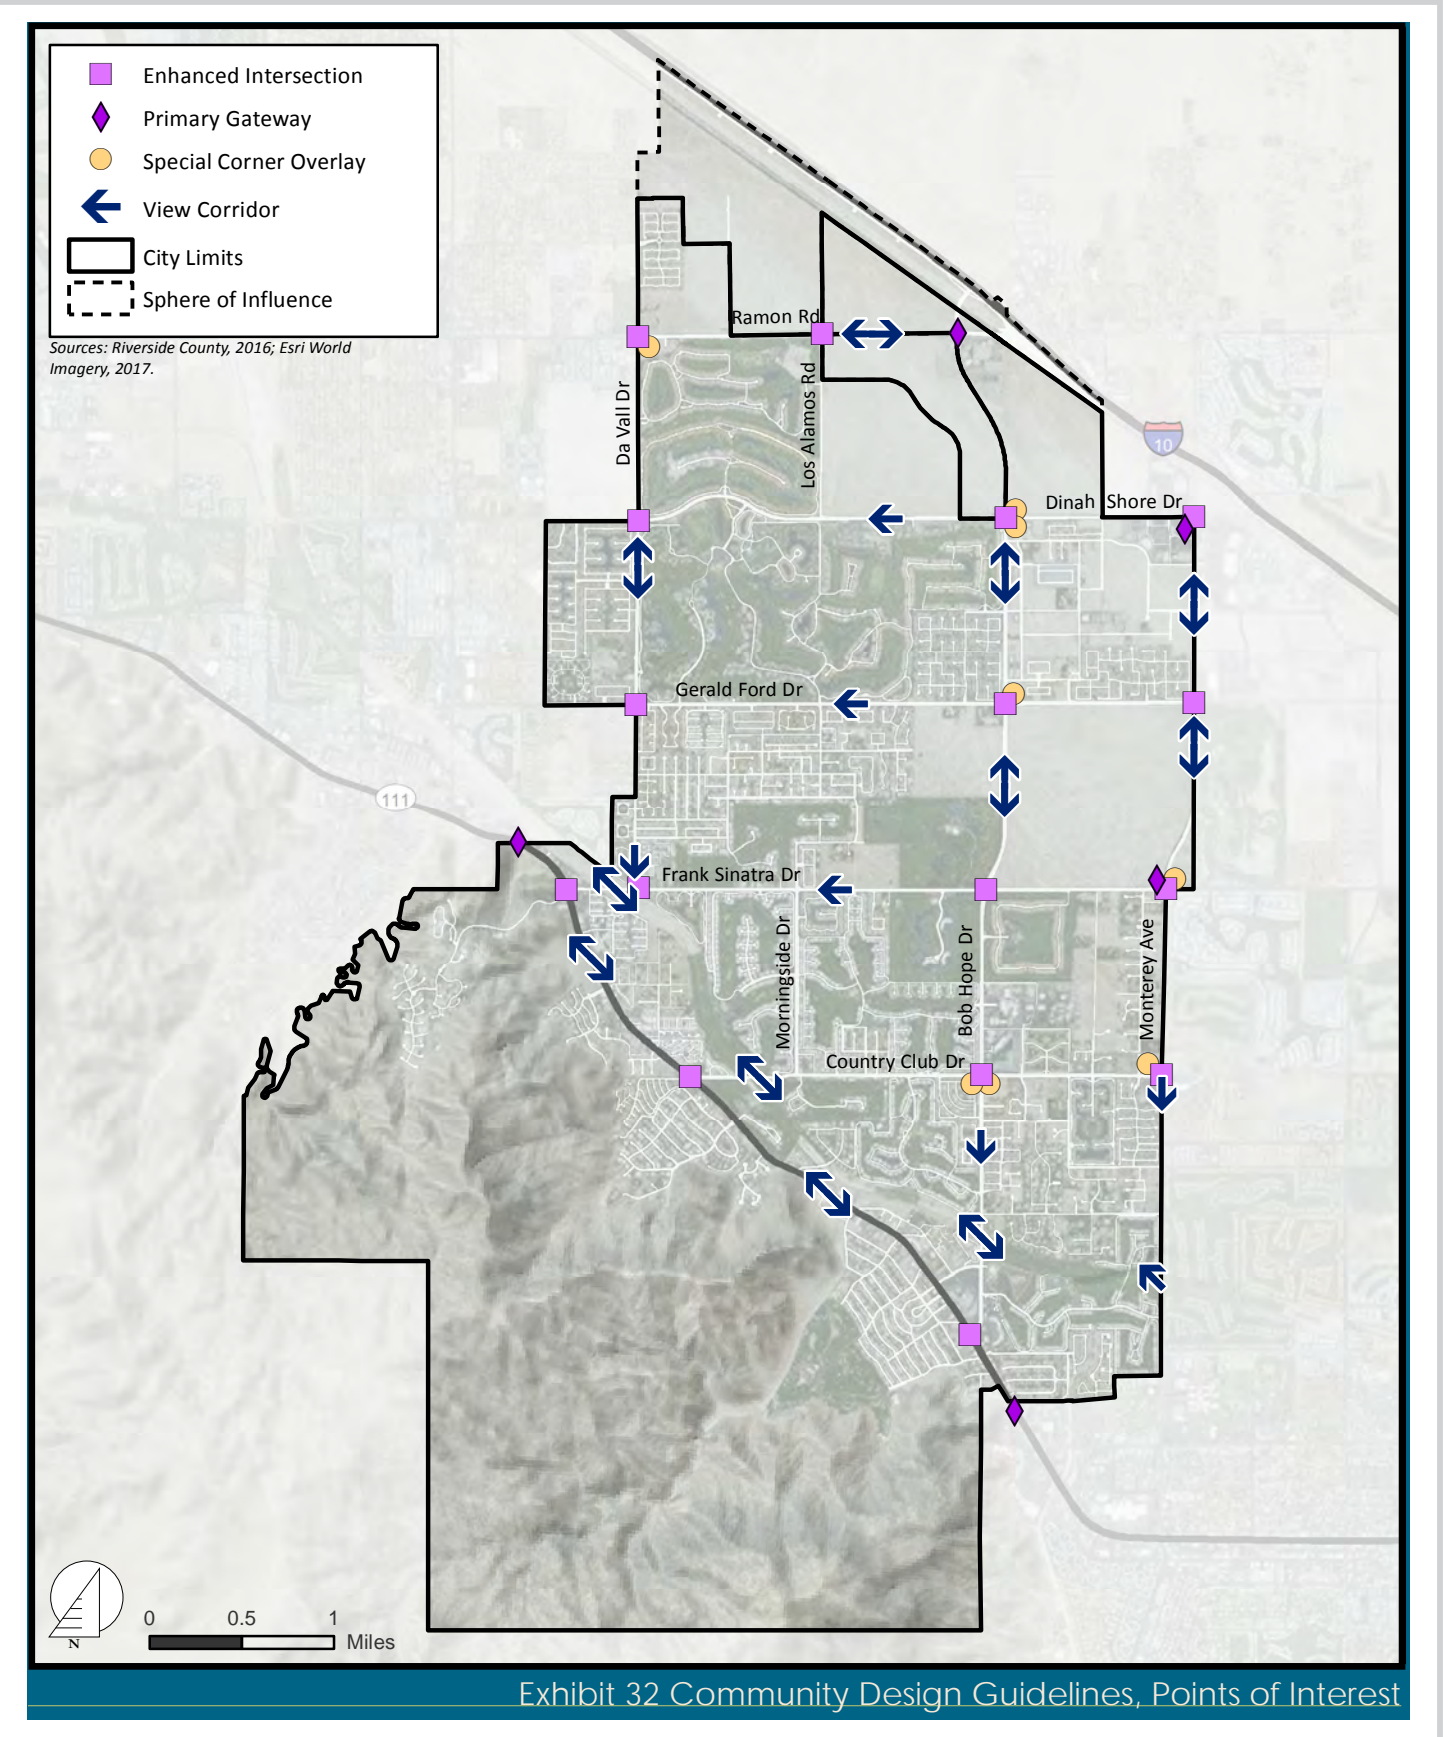 Enhanced Intersection
Primary Gateway
Special Corner Overlay
View Corridor
City Limits
Sphere of Influence
Sources: Riverside County, 2016; Esri World
Imagery, 2017.
Ramon Rd
Da Vall Dr
Los Alamos Rd
10
Dinah Shore Dr
Gerald Ford Dr
111
Frank Sinatra Dr
Morningside Dr
Bob Hope Dr
Monterey Ave
Country Club Dr
N
0 0.5 1
Miles
Exhibit 32 Community Design Guidelines, Points of Interest